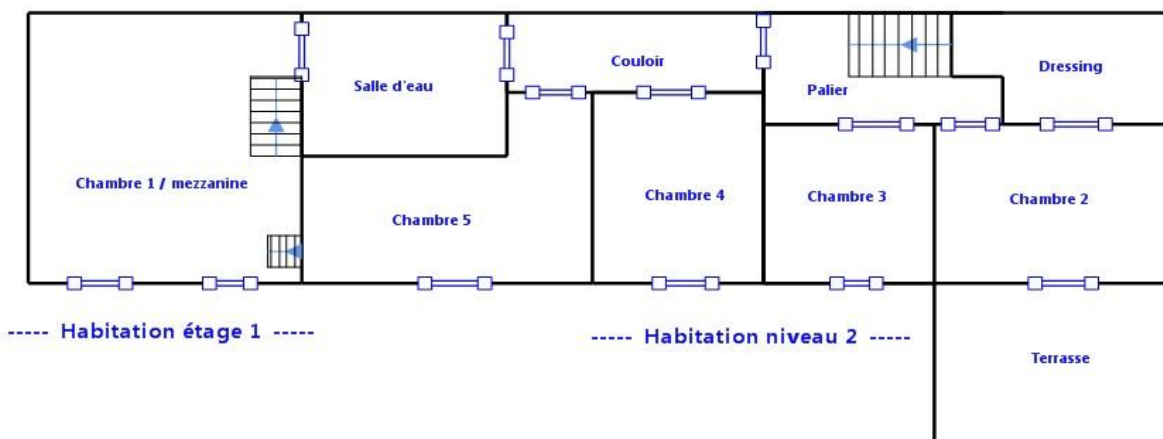 Couloir
Dressing
Salle d'eau
Palier
Chambre 1 / mezzanine
Chambre 4
Chambre 3
Chambre 2
Chambre 5
----- Habitation étage 1 -----
----- Habitation niveau 2 -----
Terrasse